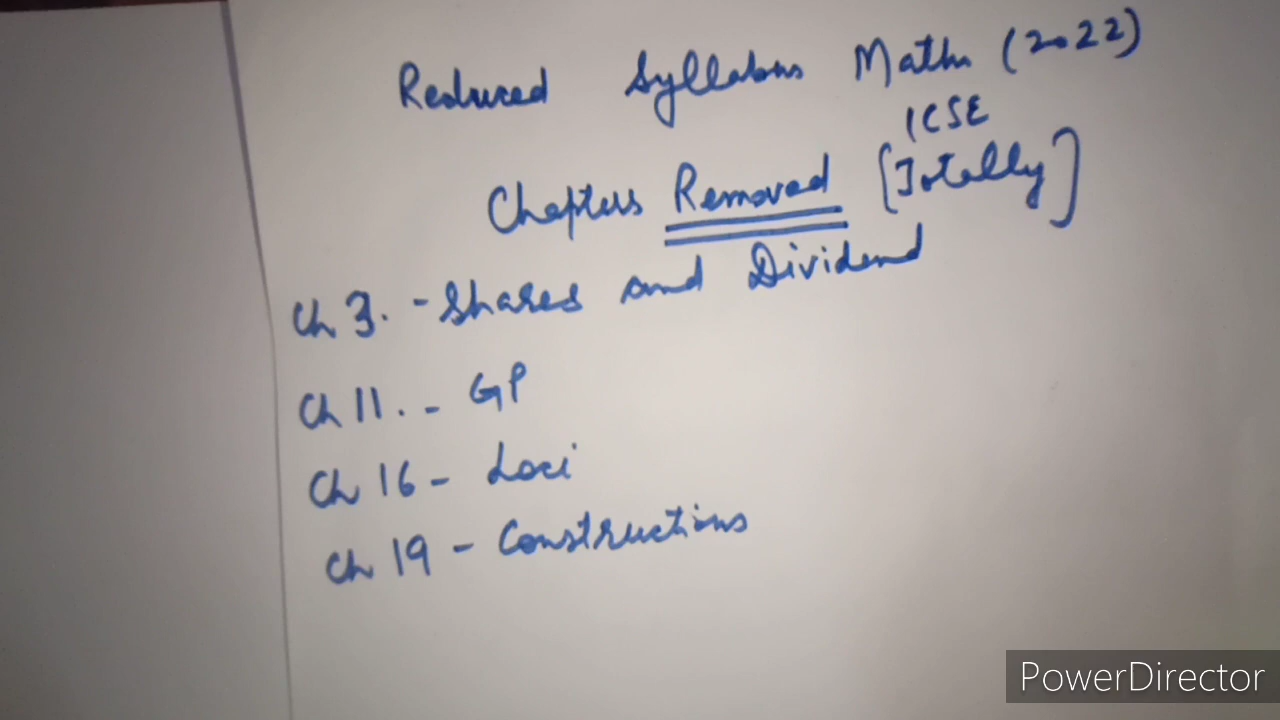 Reduced Syllabus Maths (2022)
ICSE
Chapters Removed [Totally]
Ch 3. - Shares and Dividend
Ch 11. - GP
Ch 16 - Loci
Ch 19 - Constructions
PowerDirector